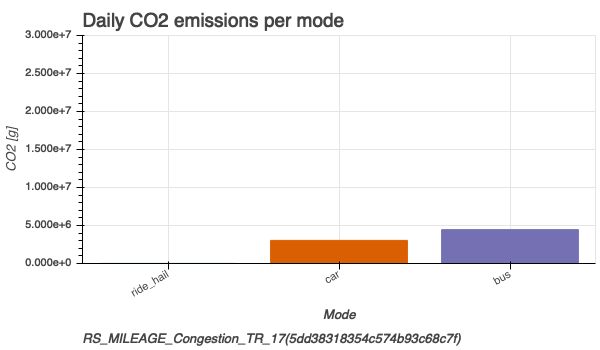 Daily CO2 emissions per mode
3.000e+7
2.500e+7
2.000e+7
1.500e+7
1.000e+7
5.000e+6
0.000e+0
CO2 [g]
ride_hail
car
bus
Mode
RS_MILEAGE_Congestion_TR_17(5dd38318354c574b93c68c7f)